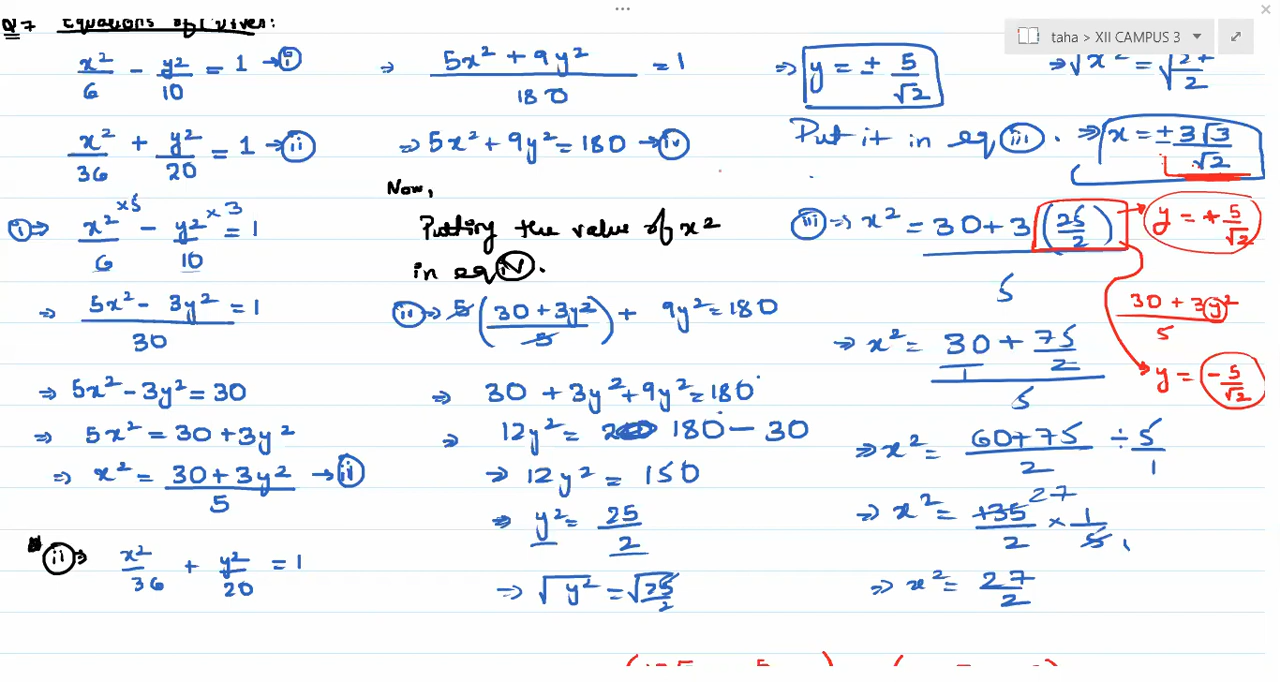 Q7 Equations of Curves:
x²/6 - y²/10 = 1 → (i)
x²/36 + y²/20 = 1 → (ii)
(i) ⇒ x²/6 ×5 - y²/10 ×3 = 1
⇒ 5x² - 3y²/30 = 1
⇒ 5x² - 3y² = 30
⇒ 5x² = 30 + 3y²
⇒ x² = 30 + 3y²/5 → (iii)
(ii) ⇒ x²/36 + y²/20 = 1
⇒ 5x² + 9y²/180 = 1
⇒ 5x² + 9y² = 180 → (iv)
Now,
Putting the value of x²
in eq (iv).
⇒ 5(30 + 3y²/5) + 9y² = 180
⇒ 30 + 3y² + 9y² = 180
⇒ 12y² = 180 - 30
⇒ 12y² = 150
⇒ y² = 25/2
⇒ √y² = √25/2
⇒ y = ± 5/√2
Put it in eq (iii).
(iii) ⇒ x² = 30 + 3(25/2)/5
⇒ x² = 30/1 + 75/2/5
⇒ x² = 60 + 75/2 ÷ 5/1
⇒ x² = 135/2 × 1/5 27 1
⇒ x² = 27/2
⇒ √x² = √27/2
⇒ x = ± 3√3/√2
y = + 5/√2
30 + 3y²/5
y = - 5/√2
taha > XII CAMPUS 3